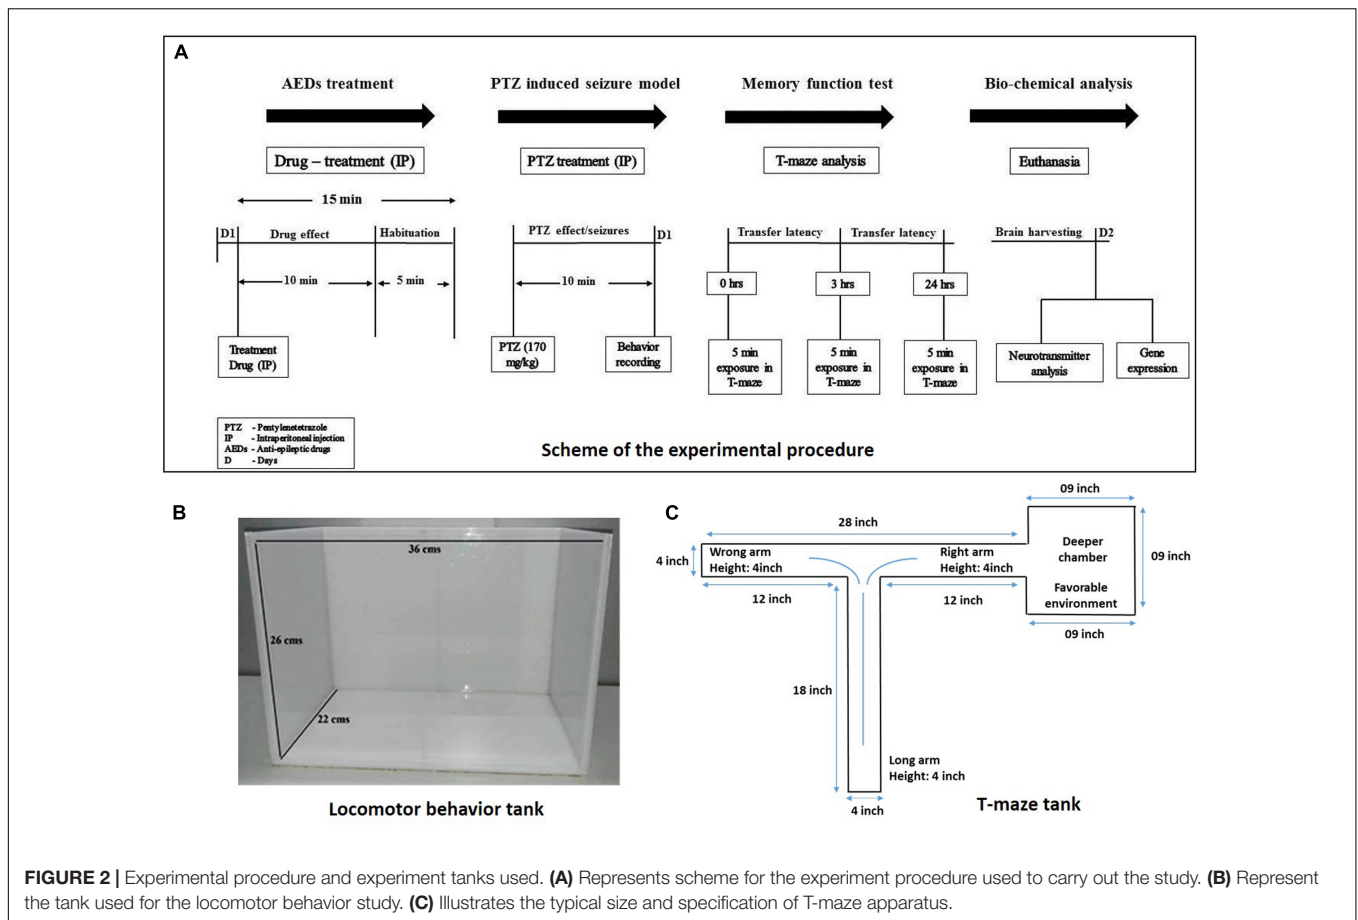 A
AEDs treatment
PTZ induced seizure model
Memory function test
Bio-chemical analysis
Drug – treatment (IP)
PTZ treatment (IP)
T-maze analysis
Euthanasia
15 min
D1
Drug effect
Habituation
PTZ effect/seizures
D1
Transfer latency
Transfer latency
Brain harvesting
D2
10 min
5 min
10 min
0 hrs
3 hrs
24 hrs
Treatment
Drug (IP)
PTZ (170
mg/kg)
Behavior
recording
5 min
exposure in
T-maze
5 min
exposure in
T-maze
5 min
exposure in
T-maze
Neurotransmitter
analysis
Gene
expression
PTZ - Pentylenetetrazole
IP - Intraperitoneal injection
AEDs - Anti-epileptic drugs
D - Days
Scheme of the experimental procedure
B
36 cms
26 cms
22 cms
Locomotor behavior tank
C
09 inch
28 inch
4 inch
Wrong arm
Height: 4inch
Right arm
Height: 4inch
Deeper
chamber
Favorable
environment
09 inch
12 inch
12 inch
09 inch
18 inch
Long arm
Height: 4 inch
4 inch
T-maze tank
FIGURE 2 | Experimental procedure and experiment tanks used. (A) Represents scheme for the experiment procedure used to carry out the study. (B) Represent
the tank used for the locomotor behavior study. (C) Illustrates the typical size and specification of T-maze apparatus.